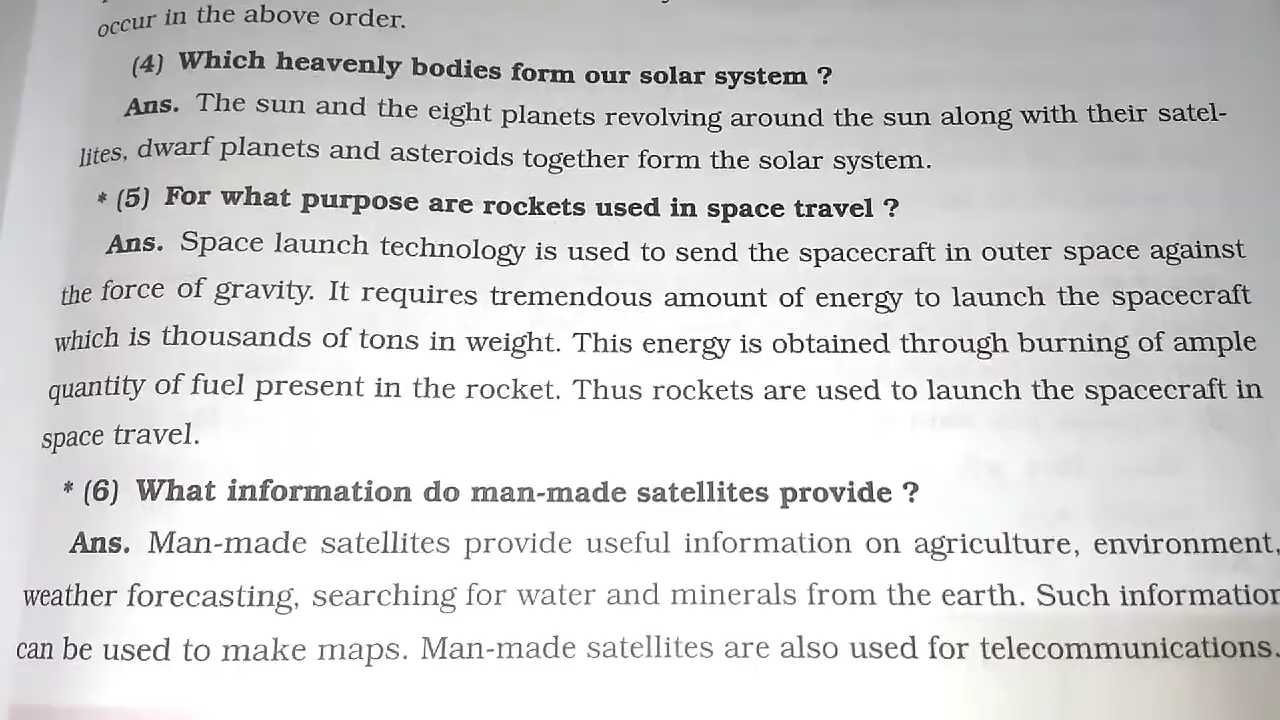 occur in the above order.
(4) Which heavenly bodies form our solar system ?
Ans. The sun and the eight planets revolving around the sun along with their satel-
lites, dwarf planets and asteroids together form the solar system.
* (5) For what purpose are rockets used in space travel ?
Ans. Space launch technology is used to send the spacecraft in outer space against
the force of gravity. It requires tremendous amount of energy to launch the spacecraft
which is thousands of tons in weight. This energy is obtained through burning of ample
quantity of fuel present in the rocket. Thus rockets are used to launch the spacecraft in
space travel.
* (6) What information do man-made satellites provide ?
Ans. Man-made satellites provide useful information on agriculture, environment,
weather forecasting, searching for water and minerals from the earth. Such information
can be used to make maps. Man-made satellites are also used for telecommunications.